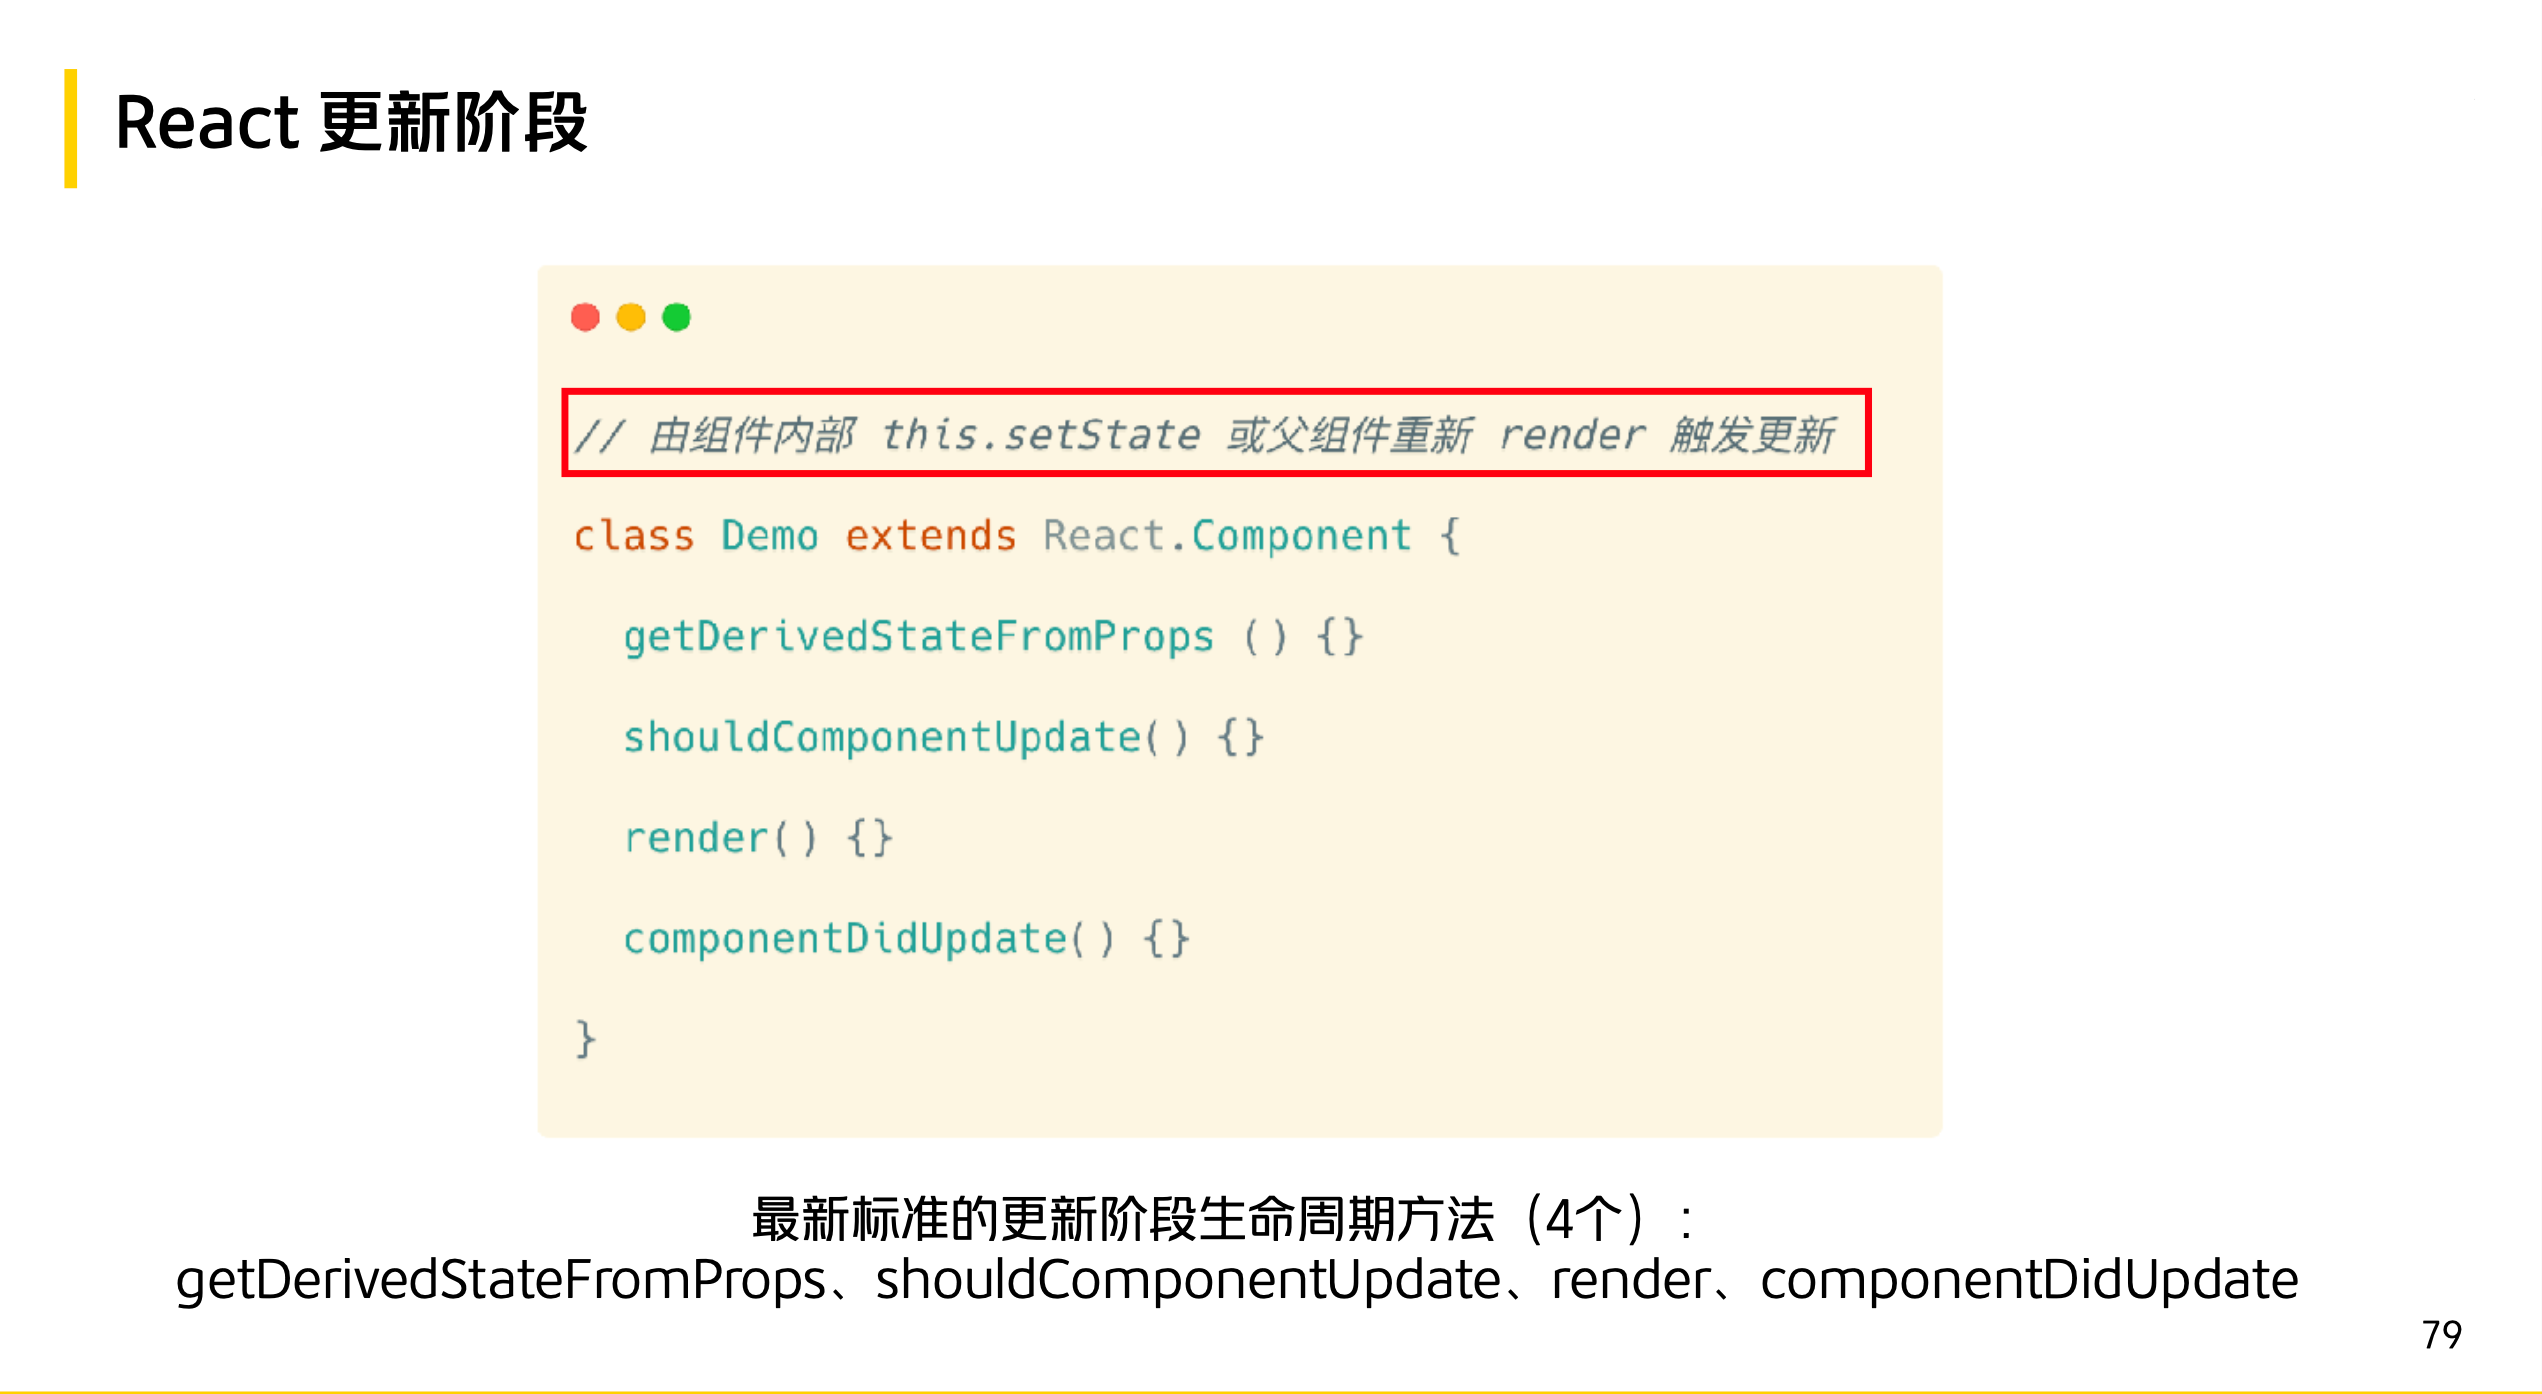 React 更新阶段
// 由组件内部 this.setState 或父组件重新 render 触发更新
class Demo extends React.Component {
getDerivedStateFromProps () {}
shouldComponentUpdate() {}
render() {}
componentDidUpdate() {}
}
最新标准的更新阶段生命周期方法（4个）：
getDerivedStateFromProps、shouldComponentUpdate、render、componentDidUpdate
79